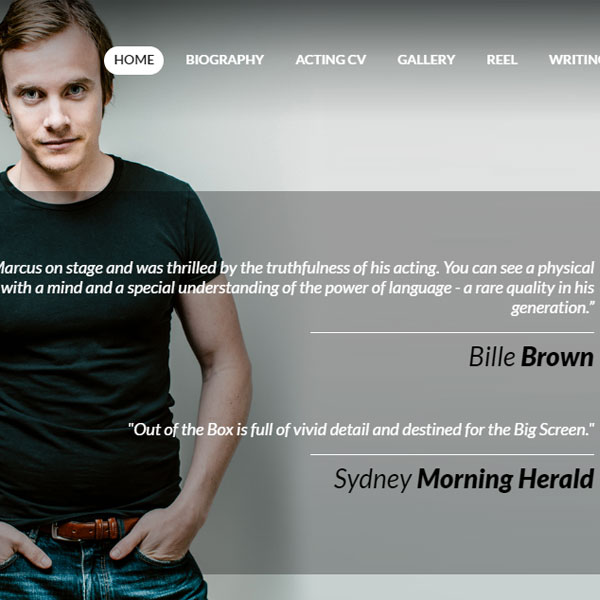 HOME BIOGRAPHY ACTING CV GALLERY REEL WRITING
Marcus on stage and was thrilled by the truthfulness of his acting. You can see a physical
with a mind and a special understanding of the power of language - a rare quality in his
generation.”
Bille Brown
"Out of the Box is full of vivid detail and destined for the Big Screen."
Sydney Morning Herald